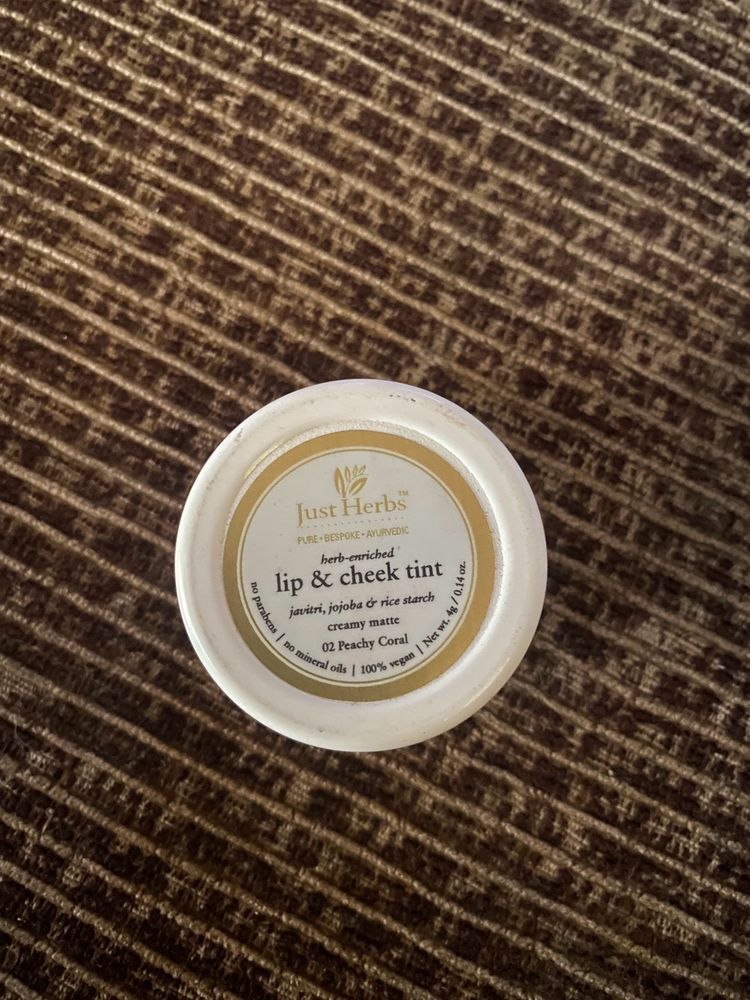 Just Herbs™
PURE • BESPOKE • AYURVEDIC
herb-enriched
lip & cheek tint
javitri, jojoba & rice starch
creamy matte
02 Peachy Coral
no parabens | no mineral oils | 100% vegan | Net wt. 4g / 0.14 oz.